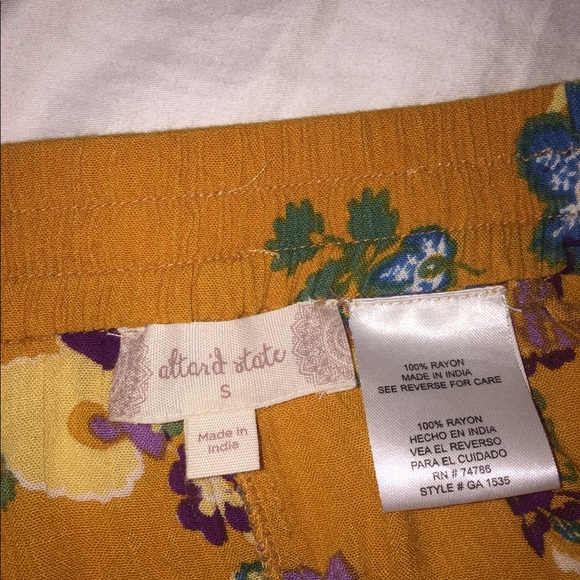 altar'd state
S
Made in
India
100% RAYON
MADE IN INDIA
SEE REVERSE FOR CARE
100% RAYON
HECHO EN INDIA
VEA EL REVERSO
PARA EL CUIDADO
RN # 74786
STYLE # GA 1535